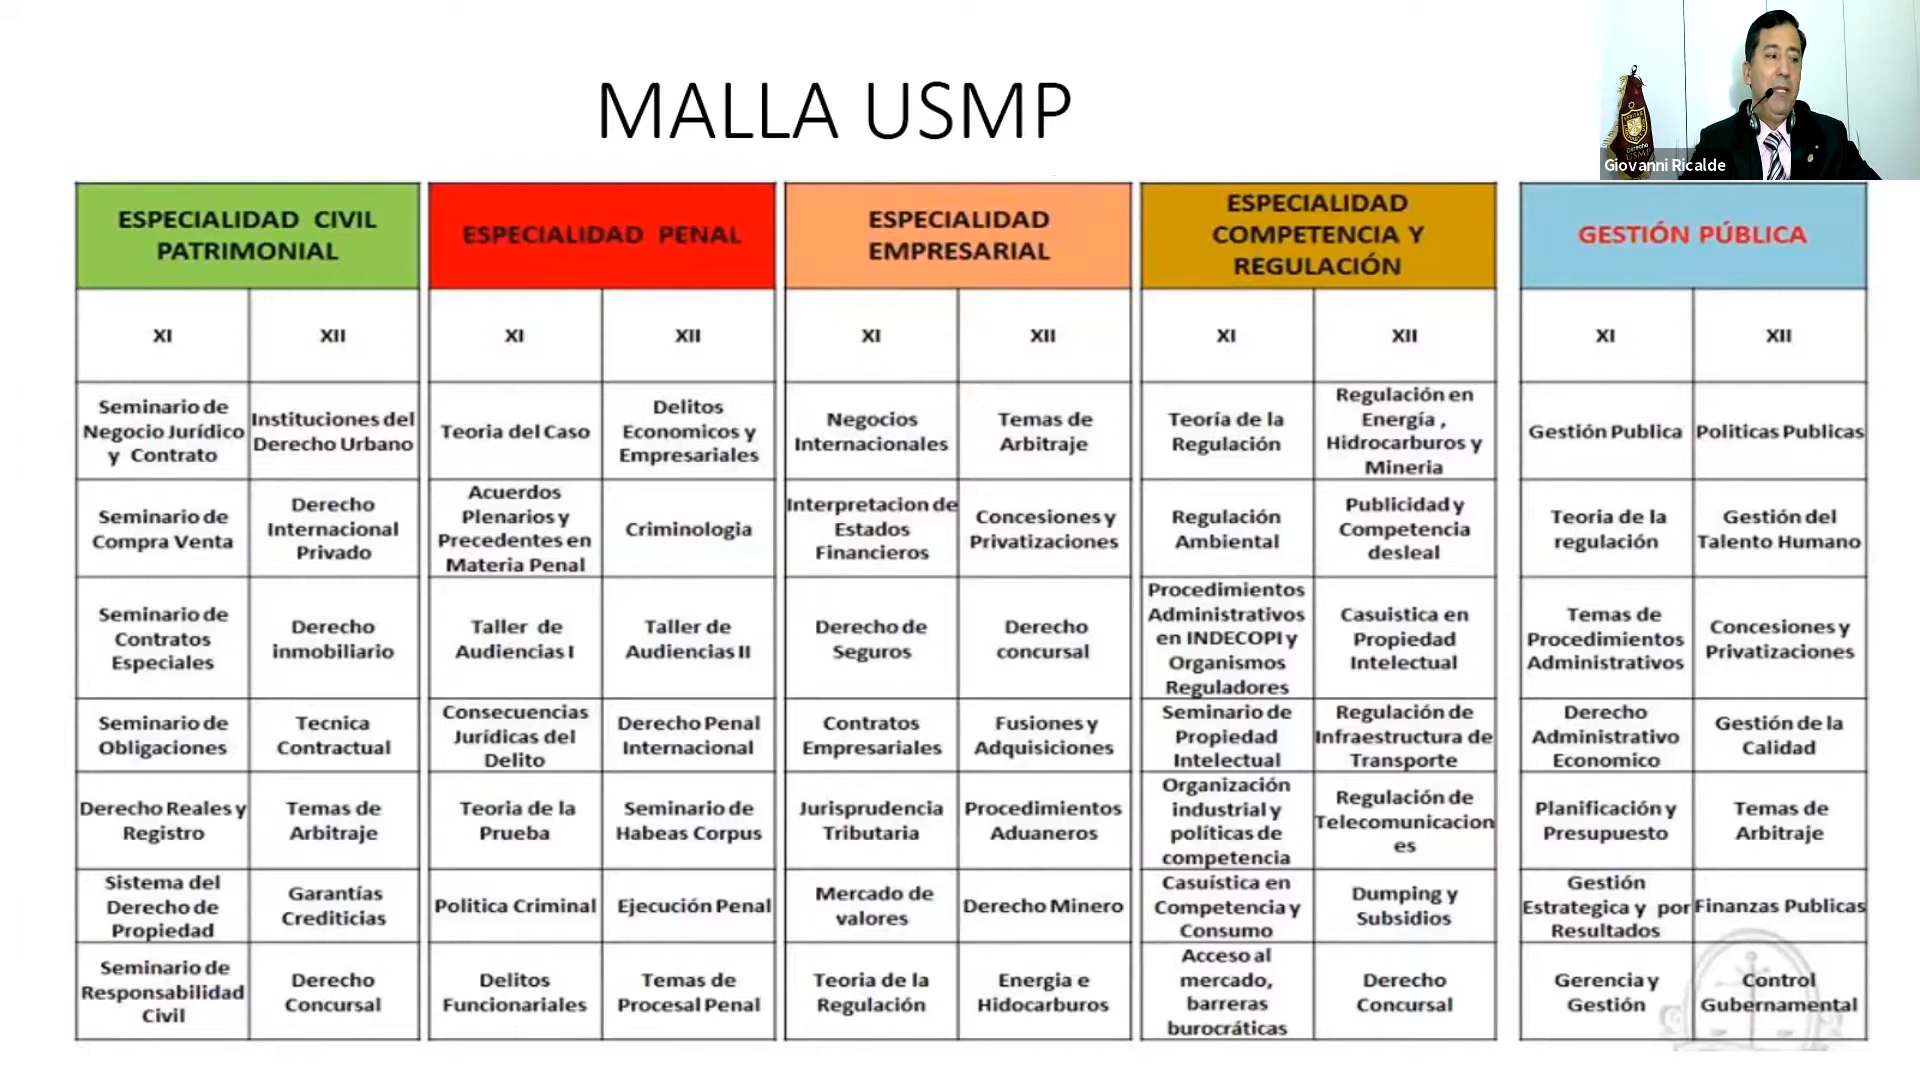 MALLA USMP
Giovanni Ricalde
ESPECIALIDAD CIVIL
PATRIMONIAL
XI
XII
Seminario de
Negocio Jurídico
y Contrato
Instituciones del
Derecho Urbano
Seminario de
Compra Venta
Derecho
Internacional
Privado
Seminario de
Contratos
Especiales
Derecho
inmobiliario
Seminario de
Obligaciones
Tecnica
Contractual
Derecho Reales y
Registro
Temas de
Arbitraje
Sistema del
Derecho de
Propiedad
Garantías
Crediticias
Seminario de
Responsabilidad
Civil
Derecho
Concursal
ESPECIALIDAD PENAL
XI
XII
Teoria del Caso
Delitos
Economicos y
Empresariales
Acuerdos
Plenarios y
Precedentes en
Materia Penal
Criminologia
Taller de
Audiencias I
Taller de
Audiencias II
Consecuencias
Jurídicas del
Delito
Derecho Penal
Internacional
Teoria de la
Prueba
Seminario de
Habeas Corpus
Politica Criminal
Ejecución Penal
Delitos
Funcionariales
Temas de
Procesal Penal
ESPECIALIDAD
EMPRESARIAL
XI
XII
Negocios
Internacionales
Temas de
Arbitraje
Interpretacion de
Estados
Financieros
Concesiones y
Privatizaciones
Derecho de
Seguros
Derecho
concursal
Contratos
Empresariales
Fusiones y
Adquisiciones
Jurisprudencia
Tributaria
Procedimientos
Aduaneros
Mercado de
valores
Derecho Minero
Teoria de la
Regulación
Energia e
Hidocarburos
ESPECIALIDAD
COMPETENCIA Y
REGULACIÓN
XI
XII
Teoría de la
Regulación
Regulación en
Energía ,
Hidrocarburos y
Mineria
Regulación
Ambiental
Publicidad y
Competencia
desleal
Procedimientos
Administrativos
en INDECOPI y
Organismos
Reguladores
Casuistica en
Propiedad
Intelectual
Seminario de
Propiedad
Intelectual
Regulación de
Infraestructura de
Transporte
Organización
industrial y
políticas de
competencia
Regulación de
Telecomunicacion
es
Casuística en
Competencia y
Consumo
Dumping y
Subsidios
Acceso al
mercado,
barreras
burocráticas
Derecho
Concursal
GESTIÓN PÚBLICA
XI
XII
Gestión Publica
Politicas Publicas
Teoria de la
regulación
Gestión del
Talento Humano
Temas de
Procedimientos
Administrativos
Concesiones y
Privatizaciones
Derecho
Administrativo
Economico
Gestión de la
Calidad
Planificación y
Presupuesto
Temas de
Arbitraje
Gestión
Estrategica y por
Resultados
Finanzas Publicas
Gerencia y
Gestión
Control
Gubernamental
Derecho
USMP